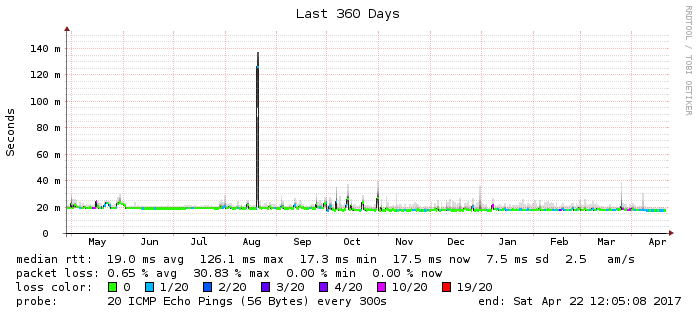 Last 360 Days
RRDTOOL / TOBI OETIKER
Seconds
140 m
120 m
100 m
80 m
60 m
40 m
20 m
0
May Jun Jul Aug Sep Oct Nov Dec Jan Feb Mar Apr
median rtt: 19.0 ms avg 126.1 ms max 17.3 ms min 17.5 ms now 7.5 ms sd 2.5 am/s
packet loss: 0.65 % avg 30.83 % max 0.00 % min 0.00 % now
loss color: 0 1/20 2/20 3/20 4/20 10/20 19/20
probe: 20 ICMP Echo Pings (56 Bytes) every 300s end: Sat Apr 22 12:05:08 2017